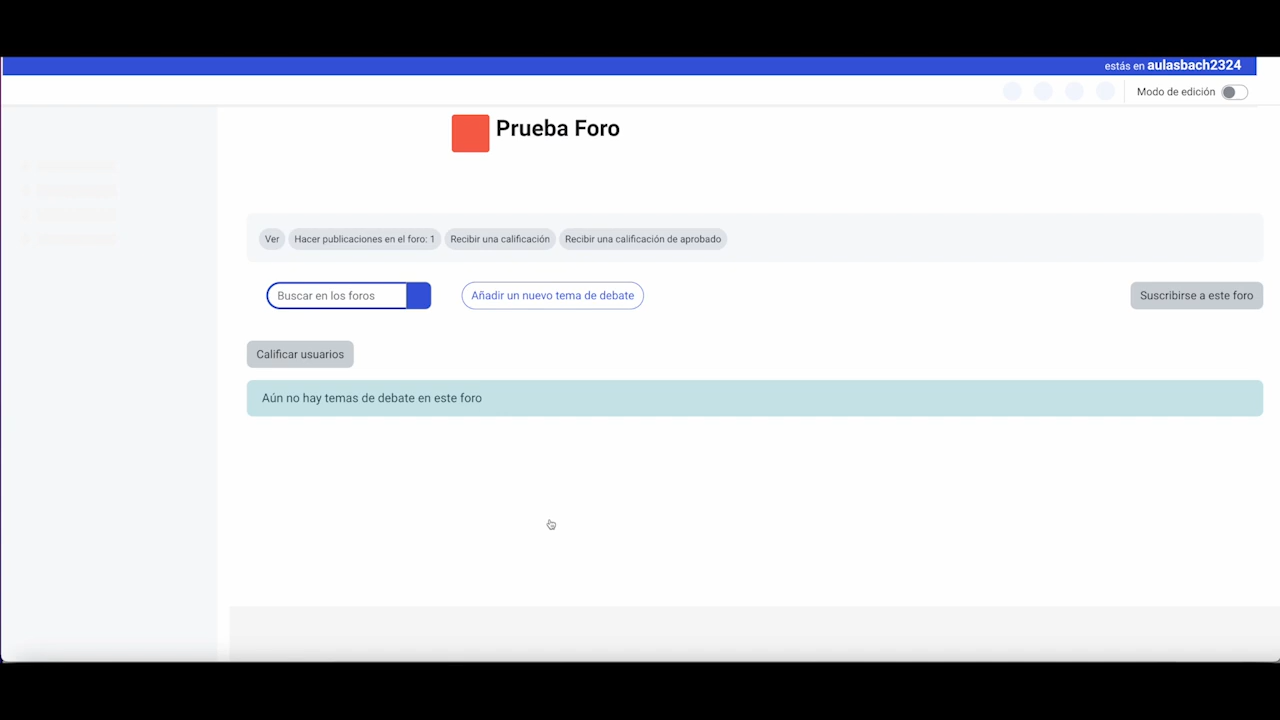 estás en aulasbach2324
Modo de edición
Prueba Foro
Ver Hacer publicaciones en el foro: 1 Recibir una calificación Recibir una calificación de aprobado
Buscar en los foros Añadir un nuevo tema de debate Suscribirse a este foro
Calificar usuarios
Aún no hay temas de debate en este foro